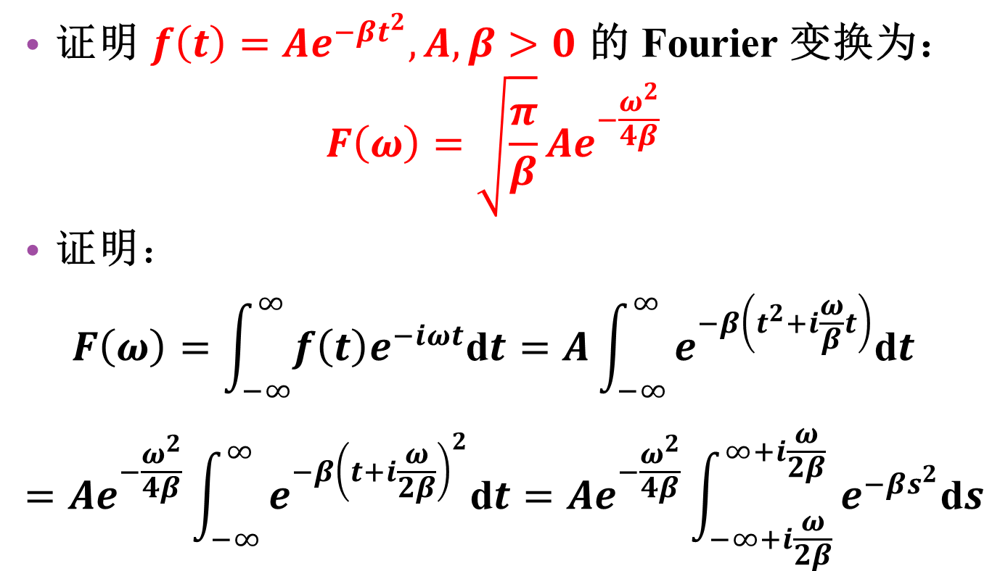 • 证明 $f(t) = Ae^{-\beta t^2}, A, \beta > 0$ 的 Fourier 变换为：
$F(\omega) = \sqrt{\frac{\pi}{\beta}} Ae^{-\frac{\omega^2}{4\beta}}$
• 证明：
$F(\omega) = \int_{-\infty}^{\infty} f(t)e^{-i\omega t}\mathrm{d}t = A\int_{-\infty}^{\infty} e^{-\beta\left(t^2+i\frac{\omega}{\beta}t\right)}\mathrm{d}t$
$= Ae^{-\frac{\omega^2}{4\beta}} \int_{-\infty}^{\infty} e^{-\beta\left(t+i\frac{\omega}{2\beta}\right)^2}\mathrm{d}t = Ae^{-\frac{\omega^2}{4\beta}} \int_{-\infty+i\frac{\omega}{2\beta}}^{\infty+i\frac{\omega}{2\beta}} e^{-\beta s^2}\mathrm{d}s$